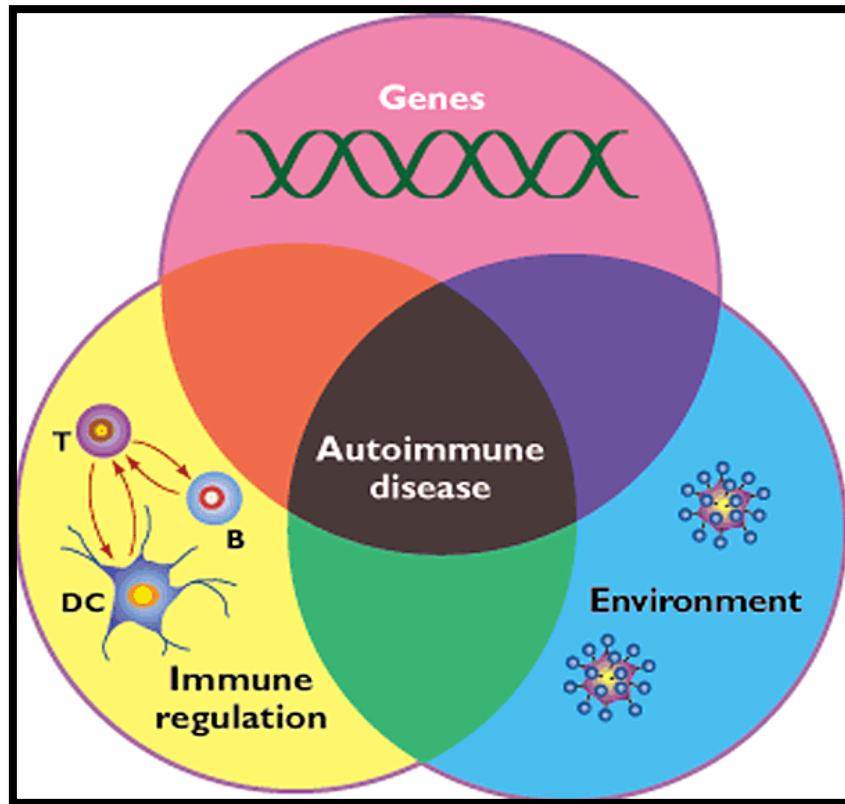 Genes
Autoimmune
disease
T
B
DC
Environment
Immune
regulation